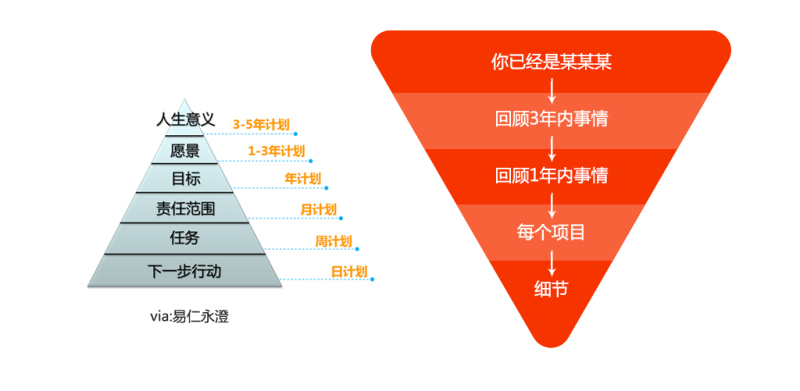 人生意义
3-5年计划
愿景
1-3年计划
目标
年计划
责任范围
月计划
任务
周计划
下一步行动
日计划
via:易仁永澄
你已经是某某某
回顾3年内事情
回顾1年内事情
每个项目
细节